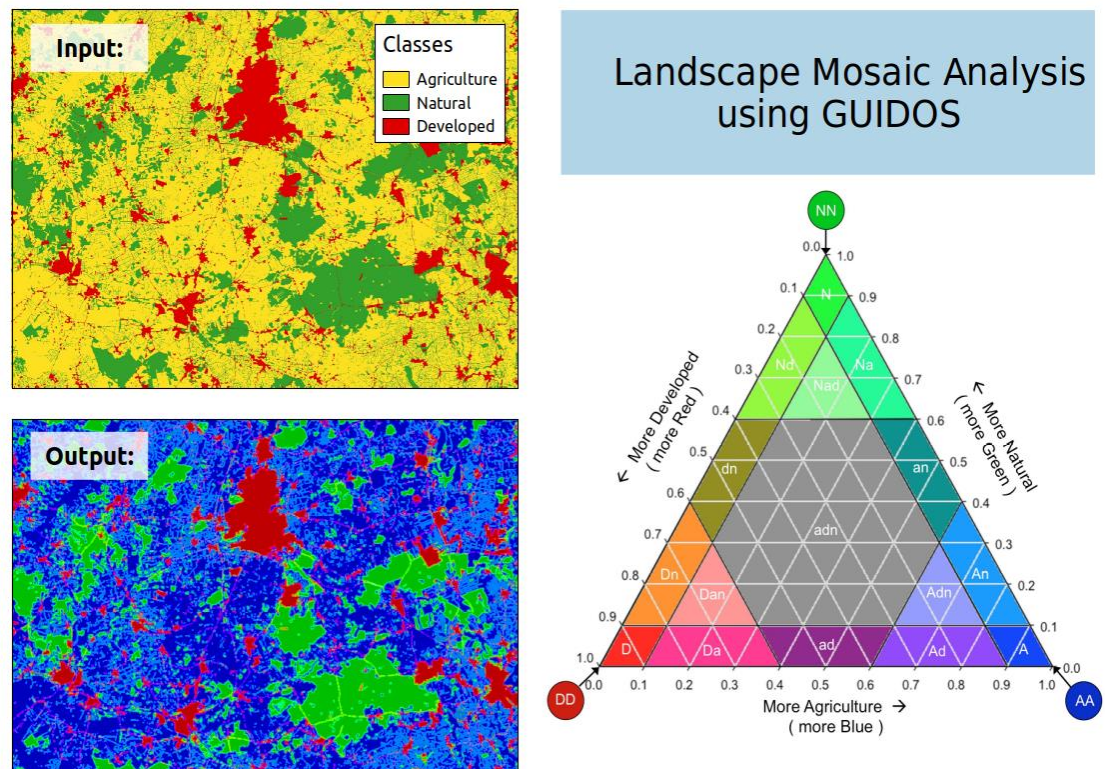 Input:
Classes
Agriculture
Natural
Developed
Output:
Landscape Mosaic Analysis
using GUIDOS
NN
0.0
1.0
N
0.1
0.9
0.2
0.8
Nd
Na
0.3
Nad
0.7
0.4
0.6
← More Developed
( more Red )
← More Natural
( more Green )
0.5
dn
an
0.5
0.6
0.4
0.7
adn
0.3
0.8
Dn
An
0.2
Dan
Adn
0.9
0.1
D
Da
ad
Ad
A
1.0
0.0
0.0
0.1
0.2
0.3
0.4
0.5
0.6
0.7
0.8
0.9
1.0
DD
AA
More Agriculture →
( more Blue )